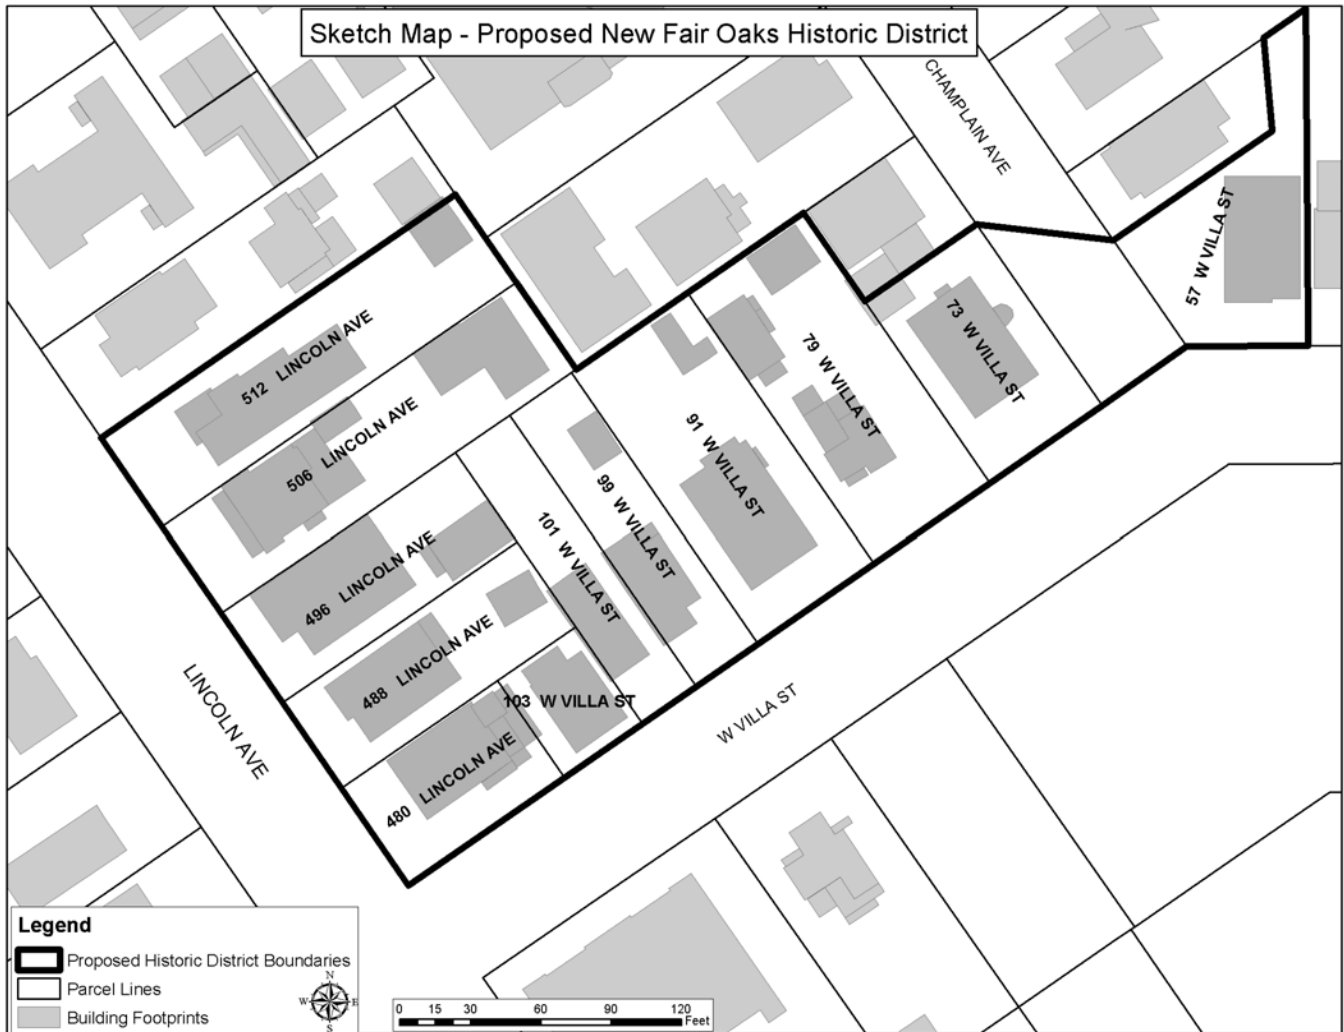 Sketch Map - Proposed New Fair Oaks Historic District
CHAMPLAIN AVE
57 W VILLA ST
73 W VILLA ST
79 W VILLA ST
91 W VILLA ST
99 W VILLA ST
101 W VILLA ST
103 W VILLA ST
512 LINCOLN AVE
506 LINCOLN AVE
496 LINCOLN AVE
488 LINCOLN AVE
480 LINCOLN AVE
LINCOLN AVE
W VILLA ST
Legend
Proposed Historic District Boundaries
Parcel Lines
Building Footprints
N
W E
S
0 15 30 60 90 120
Feet